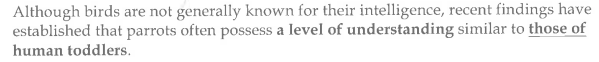 Although birds are not generally known for their intelligence, recent findings have
established that parrots often possess a level of understanding similar to those of
human toddlers.